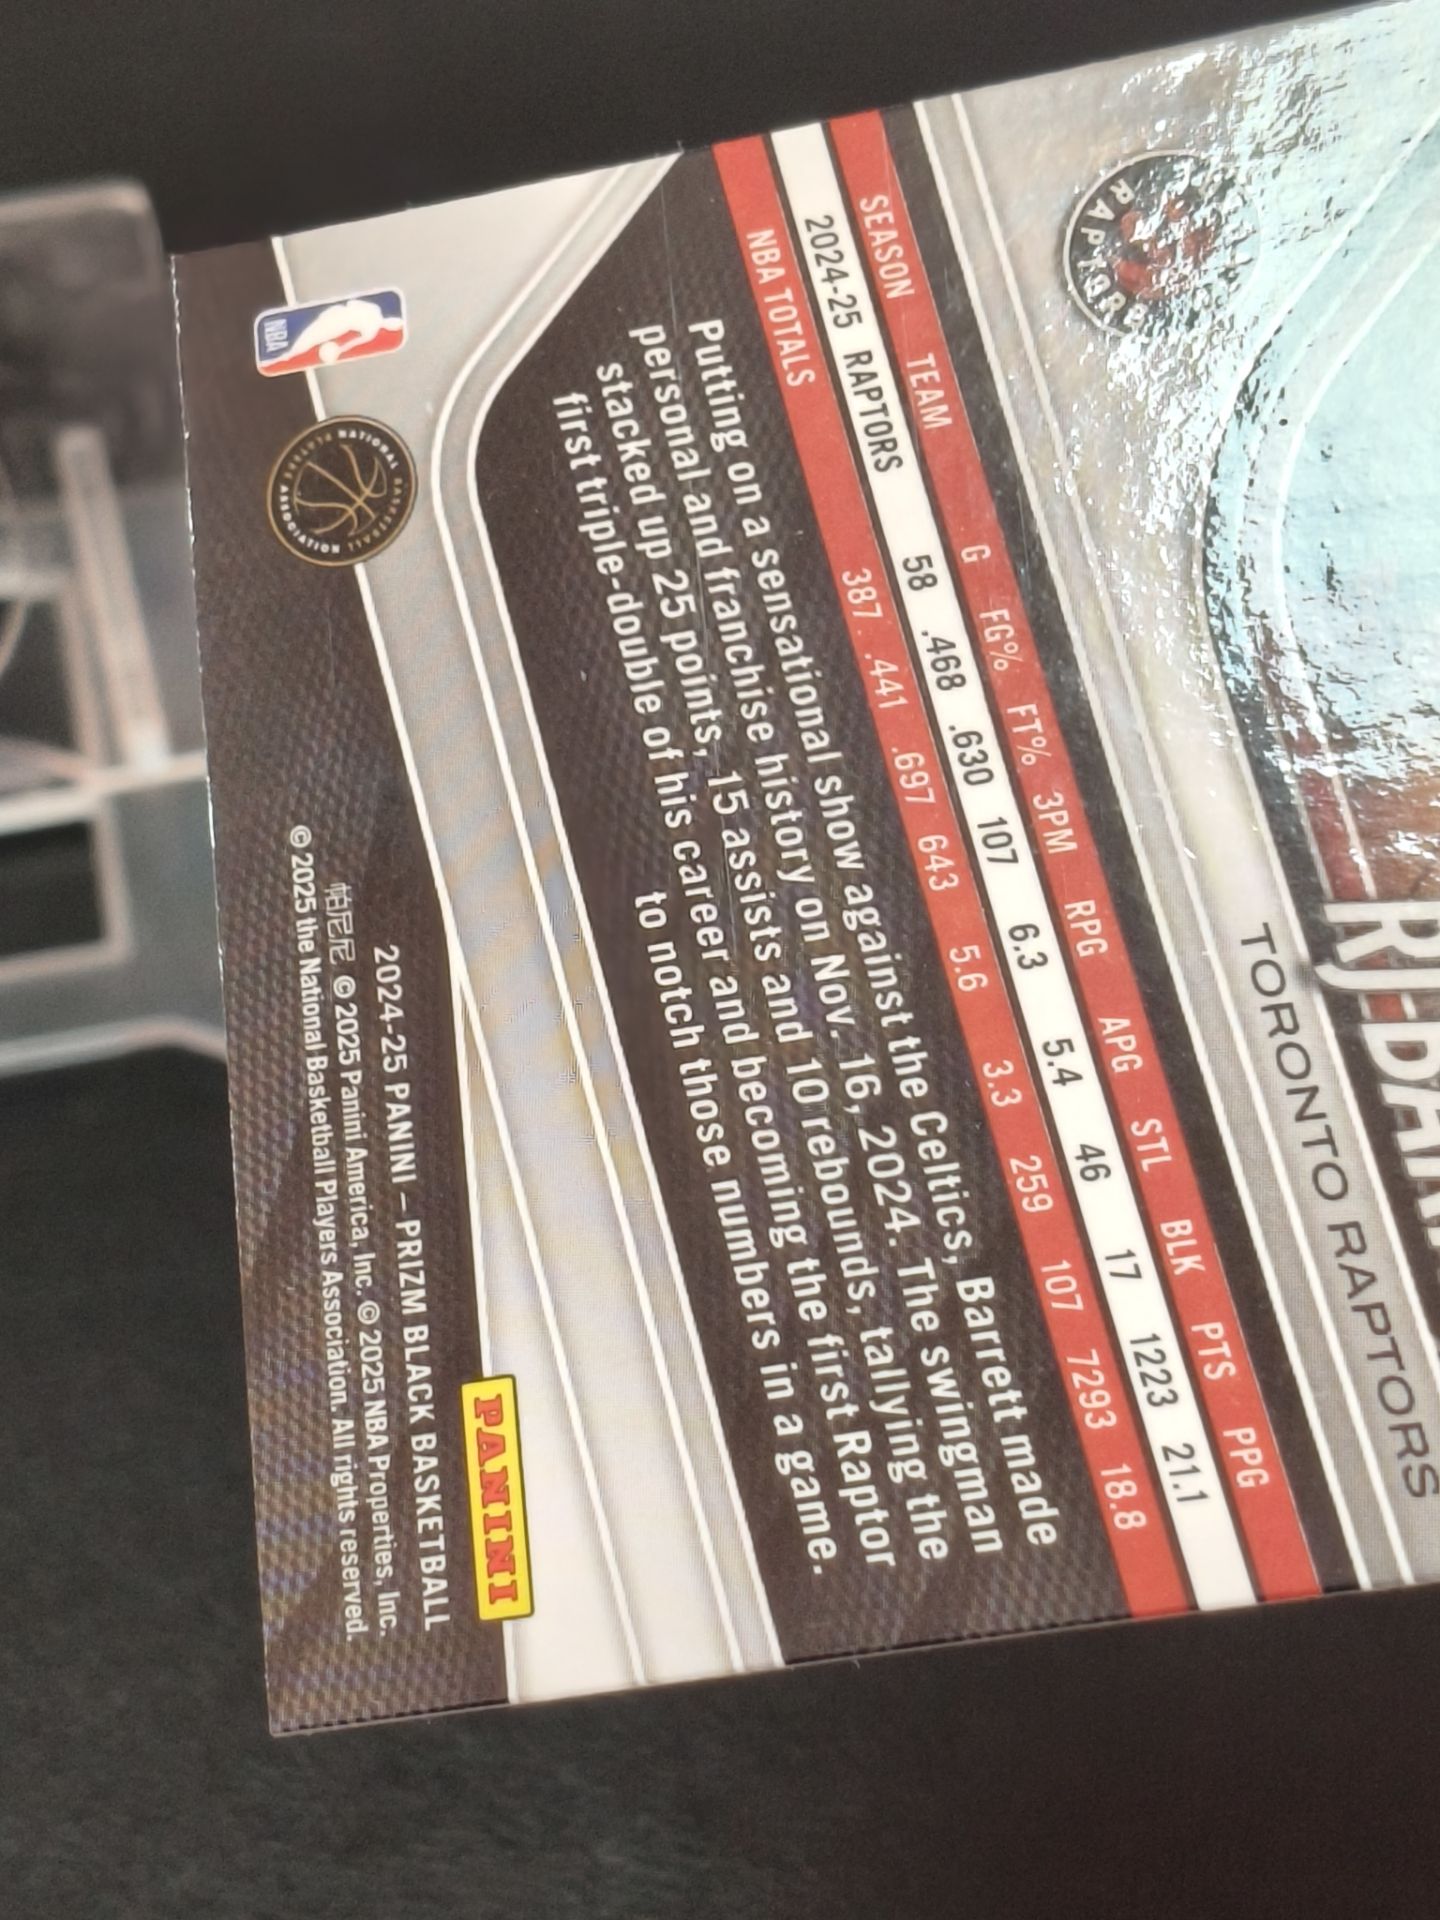 RAPTORS
RJ BAR
TORONTO RAPTORS
SEASON TEAM G FG% FT% 3PM RPG APG STL BLK PTS PPG
2024-25 RAPTORS 58 .468 .630 107 6.3 5.4 46 17 1223 21.1
NBA TOTALS 387 .441 .697 643 5.6 3.3 259 107 7293 18.8
Putting on a sensational show against the Celtics, Barrett made
personal and franchise history on Nov. 16, 2024. The swingman
stacked up 25 points, 15 assists and 10 rebounds, tallying the
first triple-double of his career and becoming the first Raptor
to notch those numbers in a game.
NBA
NATIONAL BASKETBALL PLAYERS ASSOCIATION
PANINI
2024-25 PANINI – PRIZM BLACK BASKETBALL
帕尼尼 © 2025 Panini America, Inc. © 2025 NBA Properties, Inc.
© 2025 the National Basketball Players Association. All rights reserved.